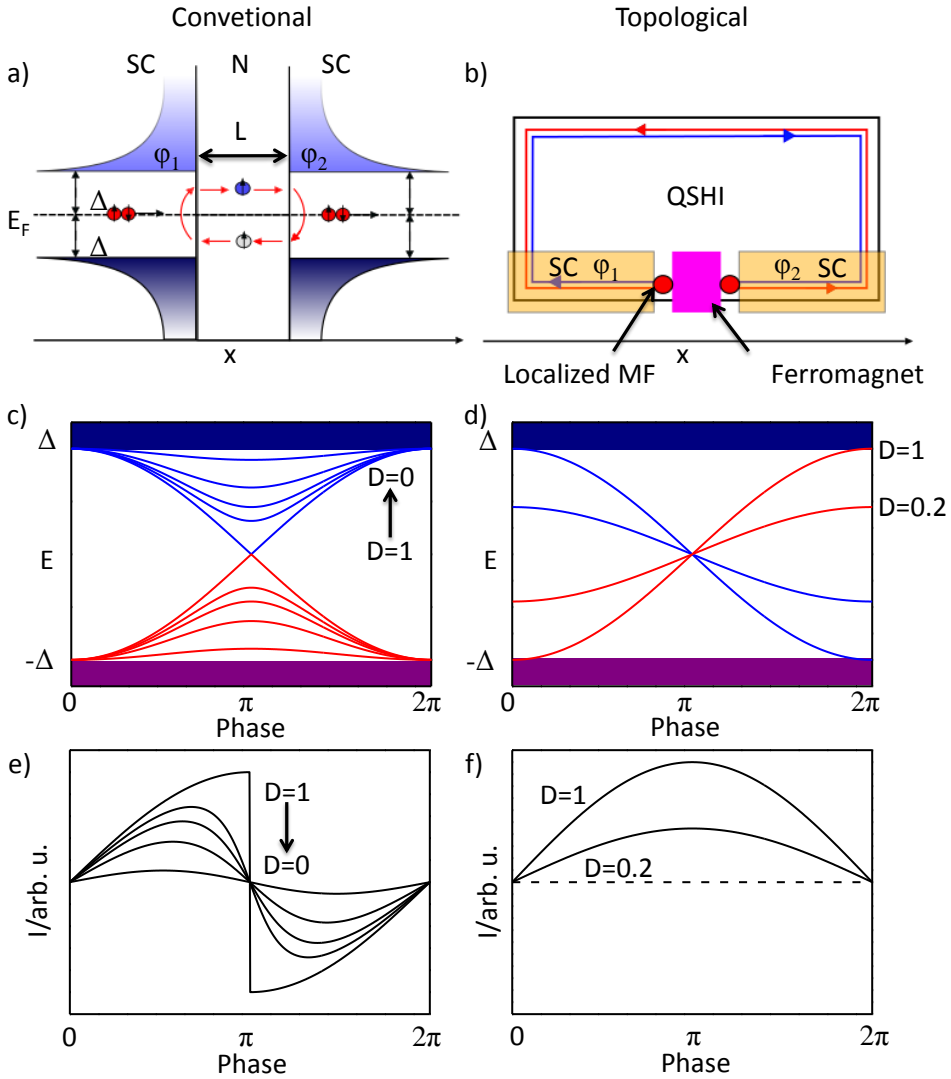 Convetional
Topological
a)
SC
N
SC
L
φ1
φ2
Δ
EF
Δ
x
b)
QSHI
SC φ1
φ2 SC
x
Localized MF
Ferromagnet
c)
Δ
D=0
D=1
E
-Δ
0
π
2π
Phase
d)
Δ
D=1
D=0.2
E
-Δ
0
π
2π
Phase
e)
D=1
D=0
I/arb. u.
0
π
2π
Phase
f)
D=1
D=0.2
I/arb. u.
0
π
2π
Phase